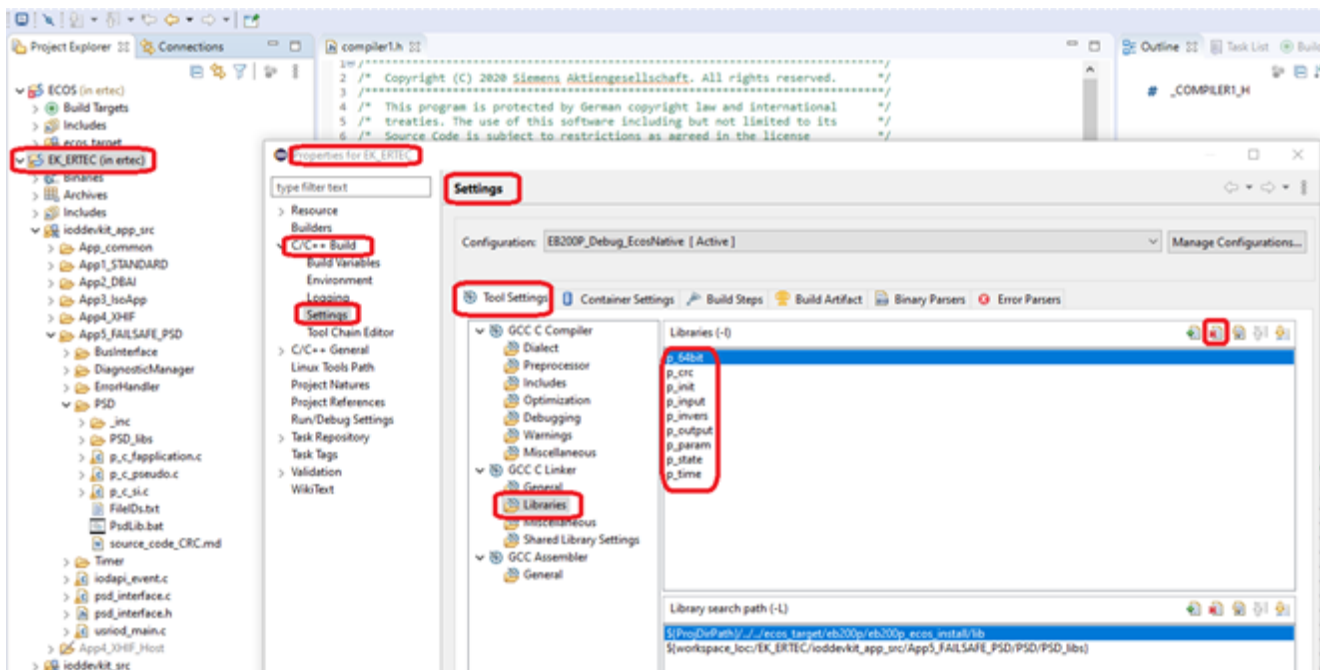 Project Explorer
Connections
ECOS (in ertec)
Build Targets
Includes
ecos target
EK_ERTEC (in ertec)
Binaries
Archives
Includes
ioddevkit_app_src
App_common
App1_STANDARD
App2_DBAI
App3_IsoApp
App4_XHIF
App5_FAILSAFE_PSD
BusInterface
DiagnosticManager
ErrorHandler
PSD
_inc
PSD_libs
p_c_fapplication.c
p_c_pseudo.c
p_c_si.c
FileIDs.txt
PsdLib.bat
source_code_CRC.md
Timer
iodapi_event.c
psd_interface.c
psd_interface.h
usriod_main.c
App4_XHIF_Host
ioddevkit_src
compiler1.h
1 /***************************************************************************/
2 /* Copyright (C) 2020 Siemens Aktiengesellschaft. All rights reserved. */
3 /***************************************************************************/
4 /* This program is protected by German copyright law and international */
5 /* treaties. The use of this software including but not limited to its */
6 /* Source Code is subject to restrictions as agreed in the license */
Outline
Task List
Build
# _COMPILER1_H
Properties for EK_ERTEC
type filter text
Resource
Builders
C/C++ Build
Build Variables
Environment
Logging
Settings
Tool Chain Editor
C/C++ General
Linux Tools Path
Project Natures
Project References
Run/Debug Settings
Task Repository
Task Tags
Validation
WikiText
Settings
Configuration: EB200P_Debug_EcosNative [ Active ]
Manage Configurations...
Tool Settings
Container Settings
Build Steps
Build Artifact
Binary Parsers
Error Parsers
GCC C Compiler
Dialect
Preprocessor
Includes
Optimization
Debugging
Warnings
Miscellaneous
GCC C Linker
General
Libraries
Miscellaneous
Shared Library Settings
GCC Assembler
General
Libraries (-l)
p_64bit
p_crc
p_init
p_input
p_invers
p_output
p_param
p_state
p_time
Library search path (-L)
${ProjDirPath}/../../ecos_target/eb200p/eb200p_ecos_install/lib
${workspace_loc:/EK_ERTEC/ioddevkit_app_src/App5_FAILSAFE_PSD/PSD/PSD_libs}